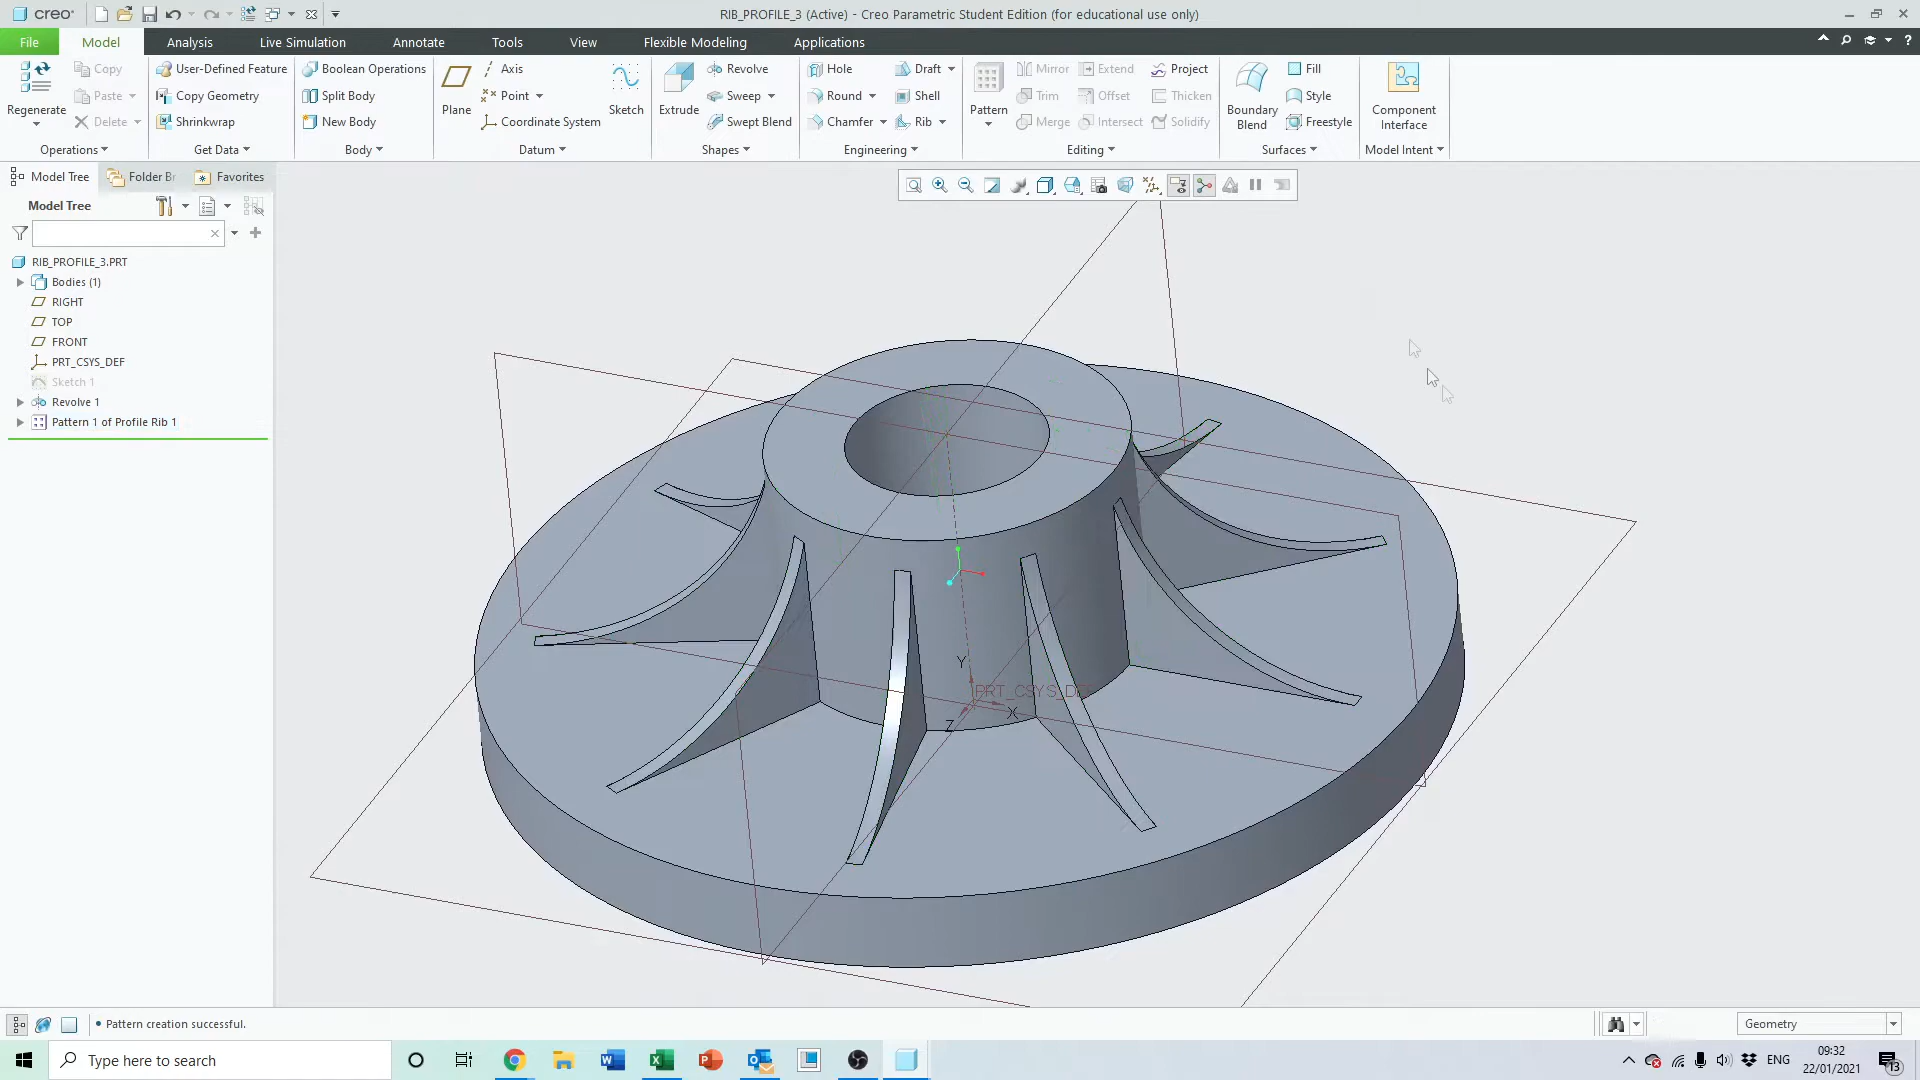 creo
RIB_PROFILE_3 (Active) - Creo Parametric Student Edition (for educational use only)
File
Model
Analysis
Live Simulation
Annotate
Tools
View
Flexible Modeling
Applications
Regenerate
Copy
Paste
Delete
Operations
User-Defined Feature
Copy Geometry
Shrinkwrap
Get Data
Boolean Operations
Split Body
New Body
Body
Plane
Axis
Point
Coordinate System
Sketch
Datum
Extrude
Revolve
Sweep
Swept Blend
Shapes
Hole
Round
Chamfer
Draft
Shell
Rib
Engineering
Pattern
Mirror
Trim
Merge
Extend
Offset
Intersect
Project
Thicken
Solidify
Editing
Boundary
Blend
Fill
Style
Freestyle
Surfaces
Component
Interface
Model Intent
Model Tree
Folder Br
Favorites
Model Tree
RIB_PROFILE_3.PRT
Bodies (1)
RIGHT
TOP
FRONT
PRT_CSYS_DEF
Sketch 1
Revolve 1
Pattern 1 of Profile Rib 1
Y
PRT_CSYS_DEF
X
Z
• Pattern creation successful.
Geometry
Type here to search
ENG
09:32
22/01/2021
13